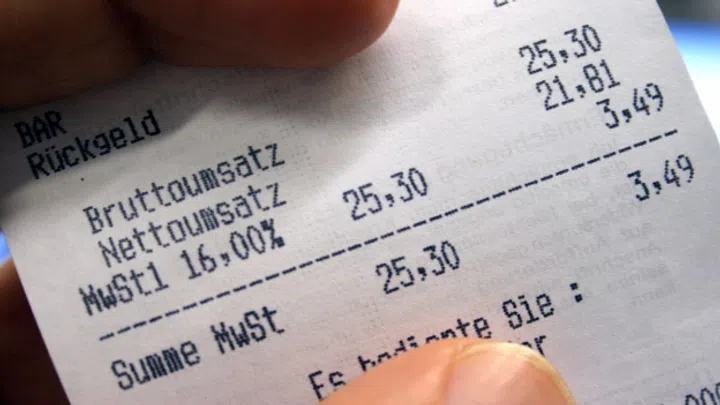 BAR
Rückgeld
Bruttoumsatz 25,30
Nettoumsatz 21,81
MwSt1 16,00% 25,30 3,49
Summe MwSt 25,30 3,49
Es bediente Sie :